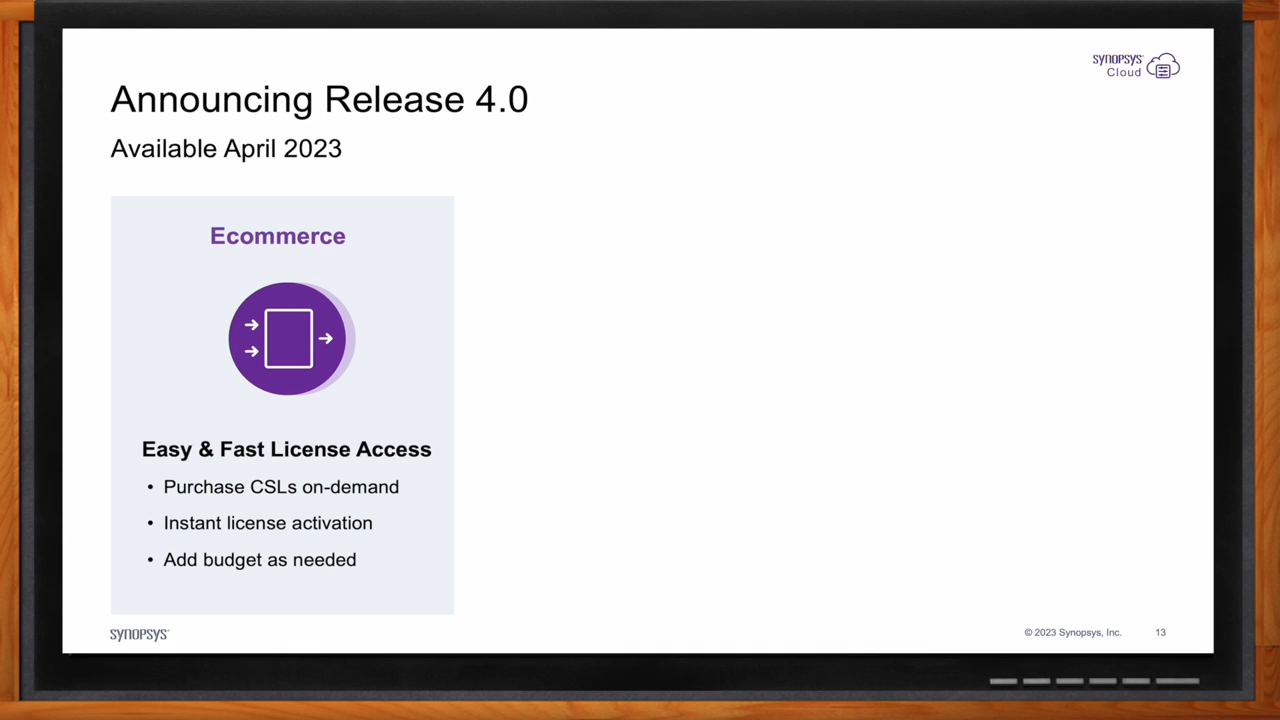 SYNOPSYS
Cloud
Announcing Release 4.0
Available April 2023
Ecommerce
Easy & Fast License Access
• Purchase CSLs on-demand
• Instant license activation
• Add budget as needed
SYNOPSYS
© 2023 Synopsys, Inc. 13